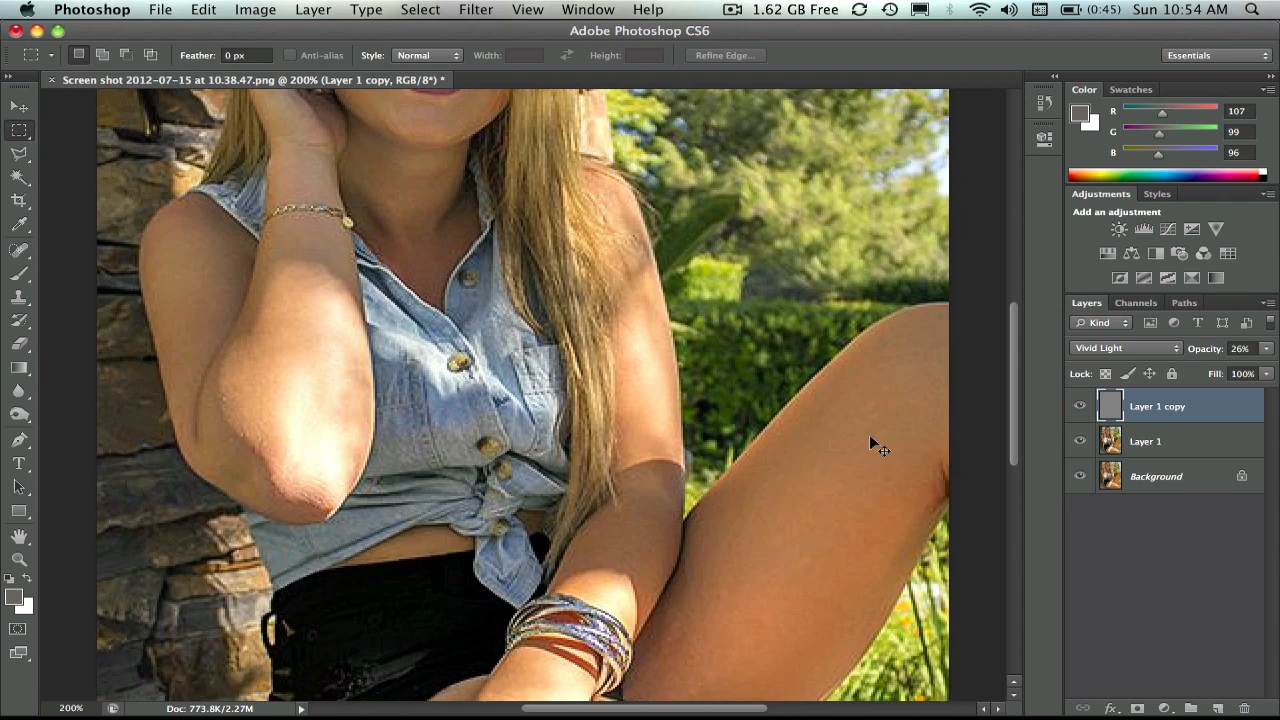 Photoshop File Edit Image Layer Type Select Filter View Window Help 1.62 GB Free (0:45) Sun 10:54 AM
Adobe Photoshop CS6
Feather: 0 px Anti-alias Style: Normal Width: Height: Refine Edge... Essentials
Screen shot 2012-07-15 at 10.38.47.png @ 200% (Layer 1 copy, RGB/8*) *
Color Swatches
R 107
G 99
B 96
Adjustments Styles
Add an adjustment
Layers Channels Paths
Kind
Vivid Light Opacity: 26%
Lock: Fill: 100%
Layer 1 copy
Layer 1
Background
200% Doc: 773.8K/2.27M